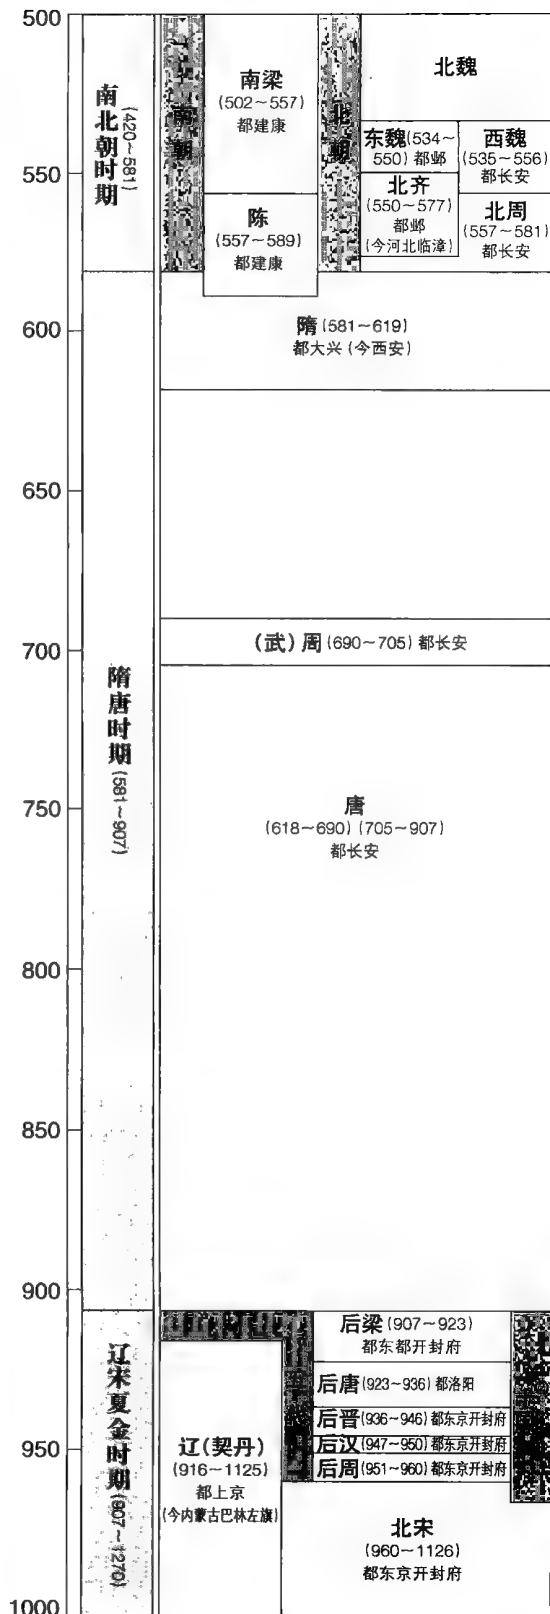 500
550
600
650
700
750
800
850
900
950
1000
南北朝时期
(420~581)
隋唐时期
(581~907)
辽宋夏金时期
(907~1270)
南朝
南梁
(502~557)
都建康
陈
(557~589)
都建康
北朝
北魏
东魏(534~
550) 都邺
西魏
(535~556)
都长安
北齐
(550~577)
都邺
(今河北临漳)
北周
(557~581)
都长安
隋(581~619)
都大兴(今西安)
(武)周(690~705) 都长安
唐
(618~690)(705~907)
都长安
后梁(907~923)
都东都开封府
后唐(923~936) 都洛阳
后晋(936~946) 都东京开封府
后汉(947~950) 都东京开封府
后周(951~960) 都东京开封府
辽(契丹)
(916~1125)
都上京
(今内蒙古巴林左旗)
北宋
(960~1126)
都东京开封府